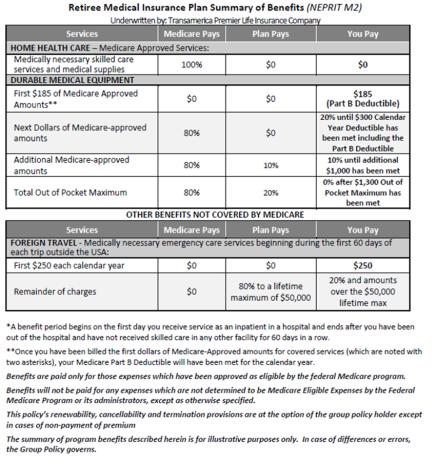 Retiree Medical Insurance Plan Summary of Benefits (NEPRIT M2)
Underwritten by: Transamerica Premier Life Insurance Company
Services Medicare Pays Plan Pays You Pay
HOME HEALTH CARE – Medicare Approved Services:
Medically necessary skilled care services and medical supplies 100% $0 $0
DURABLE MEDICAL EQUIPMENT
First $185 of Medicare Approved Amounts** $0 $0 $185 (Part B Deductible)
Next Dollars of Medicare-approved amounts 80% $0 20% until $300 Calendar Year Deductible has been met including the Part B Deductible
Additional Medicare-approved amounts 80% 10% 10% until additional $1,000 has been met
Total Out of Pocket Maximum 80% 20% 0% after $1,300 Out of Pocket Maximum has been met
OTHER BENEFITS NOT COVERED BY MEDICARE
Services Medicare Pays Plan Pays You Pay
FOREIGN TRAVEL - Medically necessary emergency care services beginning during the first 60 days of
each trip outside the USA:
First $250 each calendar year $0 $0 $250
Remainder of charges $0 80% to a lifetime maximum of $50,000 20% and amounts over the $50,000 lifetime max
*A benefit period begins on the first day you receive service as an inpatient in a hospital and ends after you have been
out of the hospital and have not received skilled care in any other facility for 60 days in a row.
**Once you have been billed the first dollars of Medicare-Approved amounts for covered services (which are noted with
two asterisks), your Medicare Part B Deductible will have been met for the calendar year.
Benefits are paid only for those expenses which have been approved as eligible by the federal Medicare program.
Benefits will not be paid for any expenses which are not determined to be Medicare Eligible Expenses by the Federal
Medicare Program or its administrators, except as otherwise specified.
This policy's renewability, cancellability and termination provisions are at the option of the group policy holder except
in cases of non-payment of premium
The summary of program benefits described herein is for illustrative purposes only. In case of differences or errors,
the Group Policy governs.